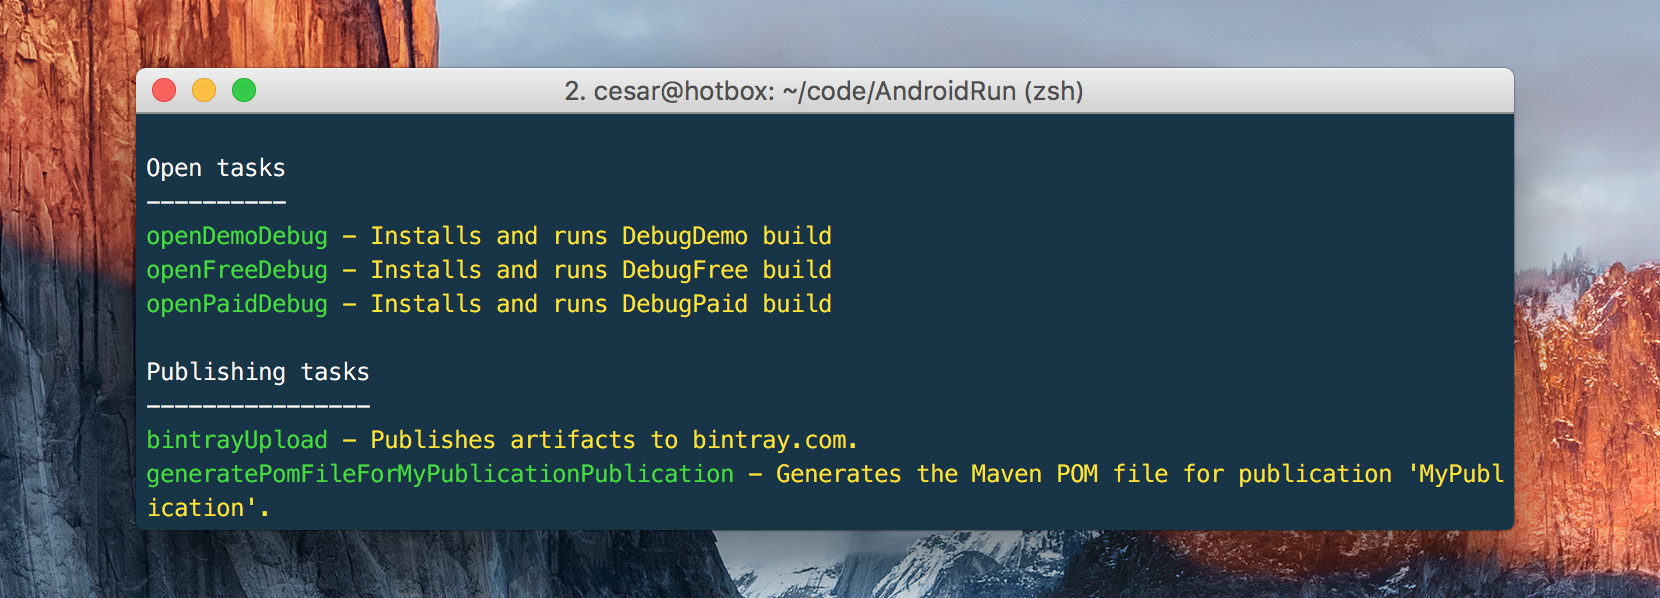 2. cesar@hotbox: ~/code/AndroidRun (zsh)
Open tasks
----------
openDemoDebug - Installs and runs DebugDemo build
openFreeDebug - Installs and runs DebugFree build
openPaidDebug - Installs and runs DebugPaid build
Publishing tasks
----------------
bintrayUpload - Publishes artifacts to bintray.com.
generatePomFileForMyPublicationPublication - Generates the Maven POM file for publication 'MyPubl
ication'.